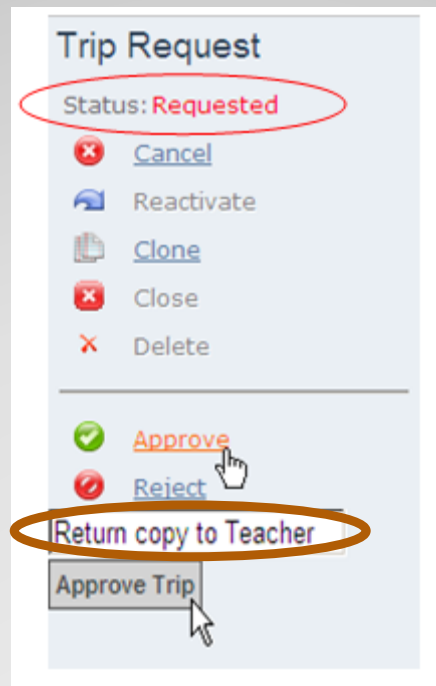 Trip Request
Status: Requested
Cancel
Reactivate
Clone
Close
Delete
Approve
Reject
Return copy to Teacher
Approve Trip